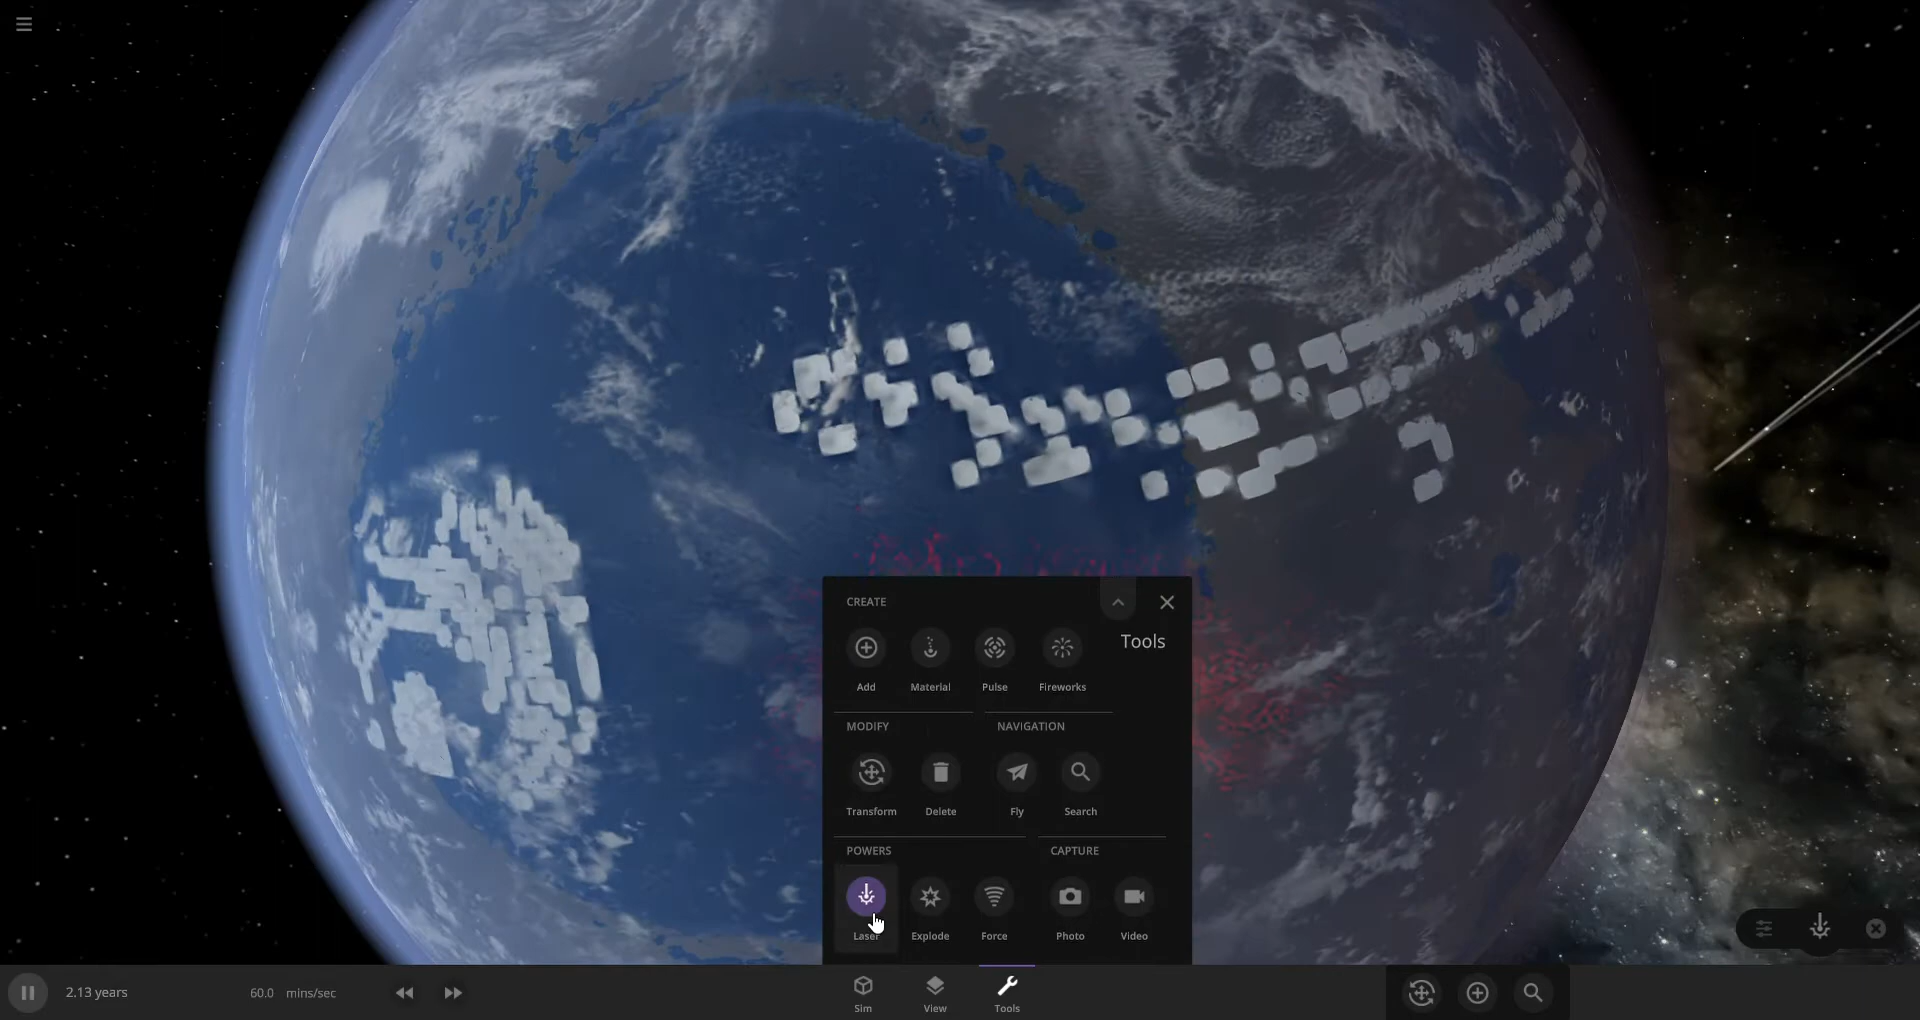 CREATE
Tools
Add Material Pulse Fireworks
MODIFY NAVIGATION
Transform Delete Fly Search
POWERS CAPTURE
Laser Explode Force Photo Video
2.13 years 60.0 mins/sec Sim View Tools